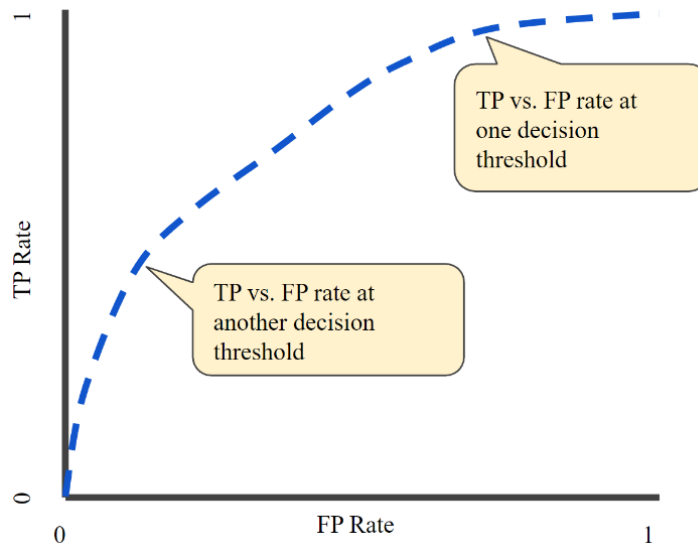 1
TP vs. FP rate at
one decision
threshold
TP Rate
TP vs. FP rate at
another decision
threshold
0
0
FP Rate
1